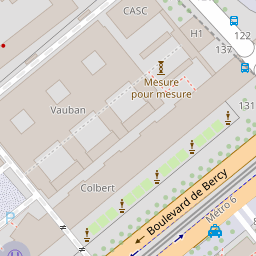 CASC
H1
122
137
Mesure
pour mesure
131
Vauban
Colbert
Boulevard de Bercy
Métro 6
P